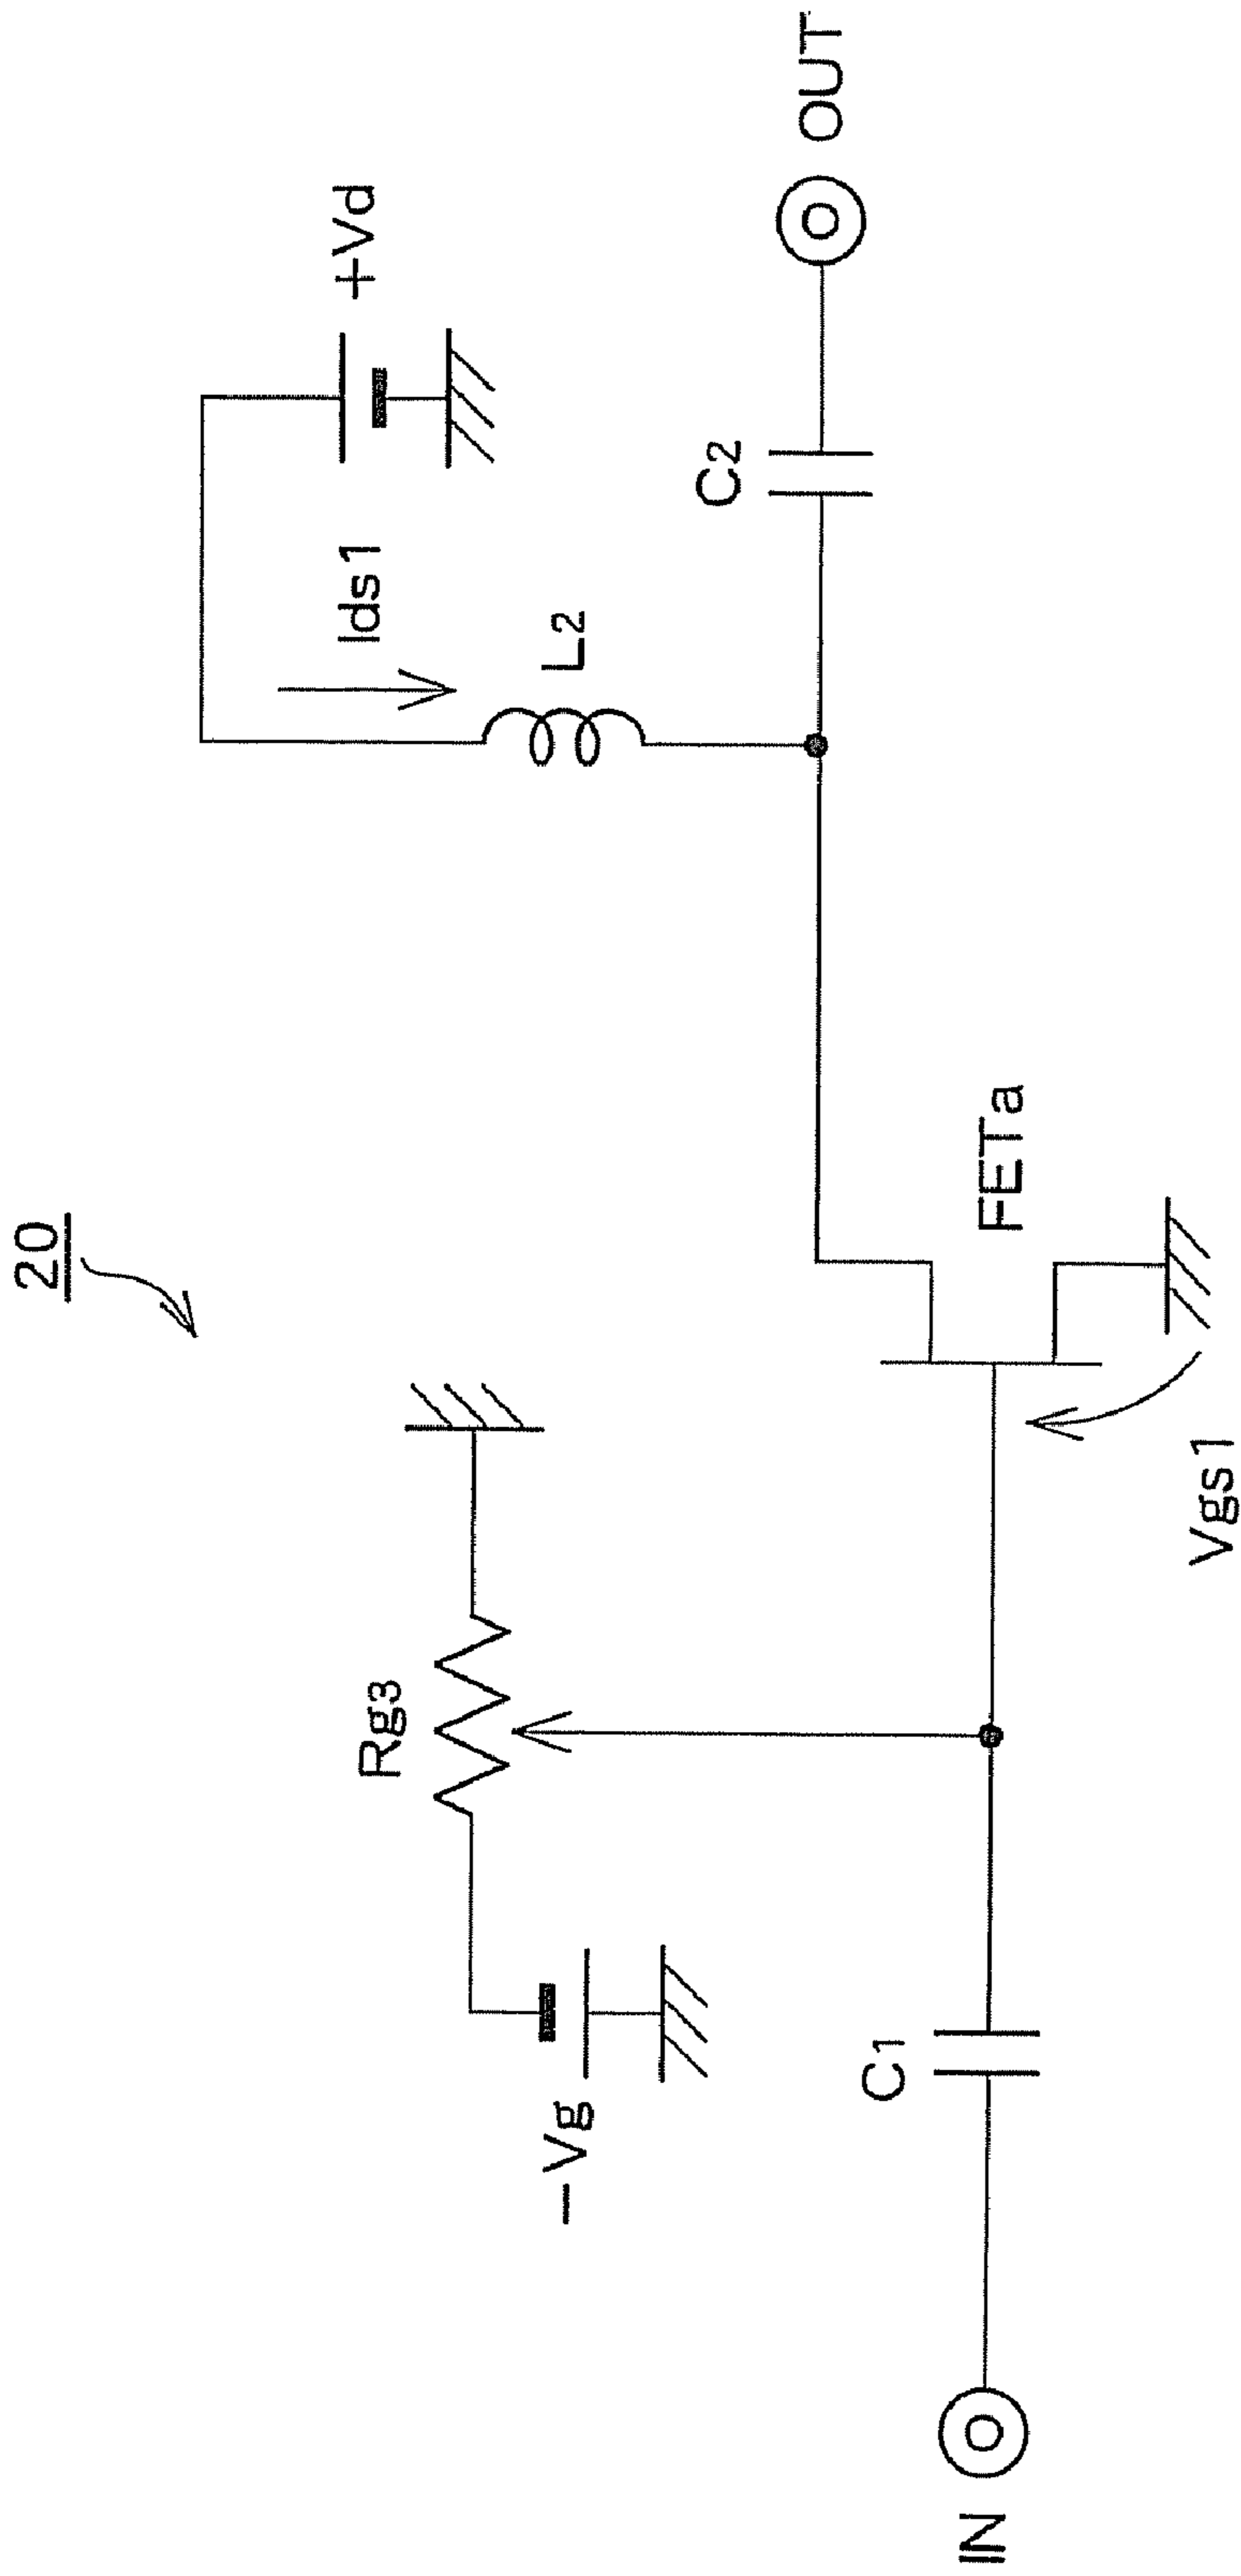 20
+Vd
Ids1
L2
C2
OUT
Rg3
−Vg
FETa
C1
Vgs1
IN